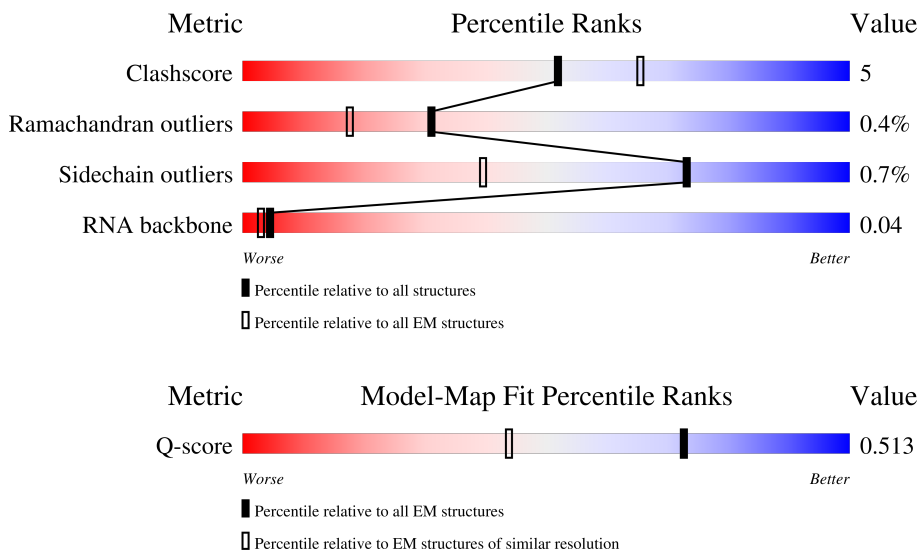 Metric Percentile Ranks Value
Clashscore 5
Ramachandran outliers 0.4%
Sidechain outliers 0.7%
RNA backbone 0.04
Worse Better
Percentile relative to all structures
Percentile relative to all EM structures
Metric Model-Map Fit Percentile Ranks Value
Q-score 0.513
Worse Better
Percentile relative to all EM structures
Percentile relative to EM structures of similar resolution